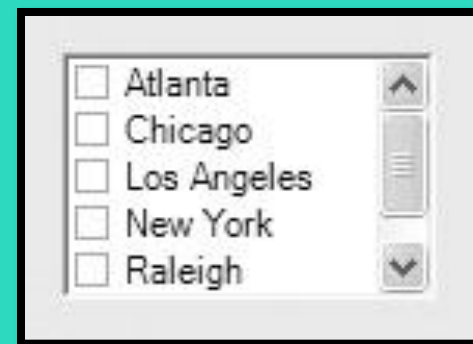 Atlanta
Chicago
Los Angeles
New York
Raleigh